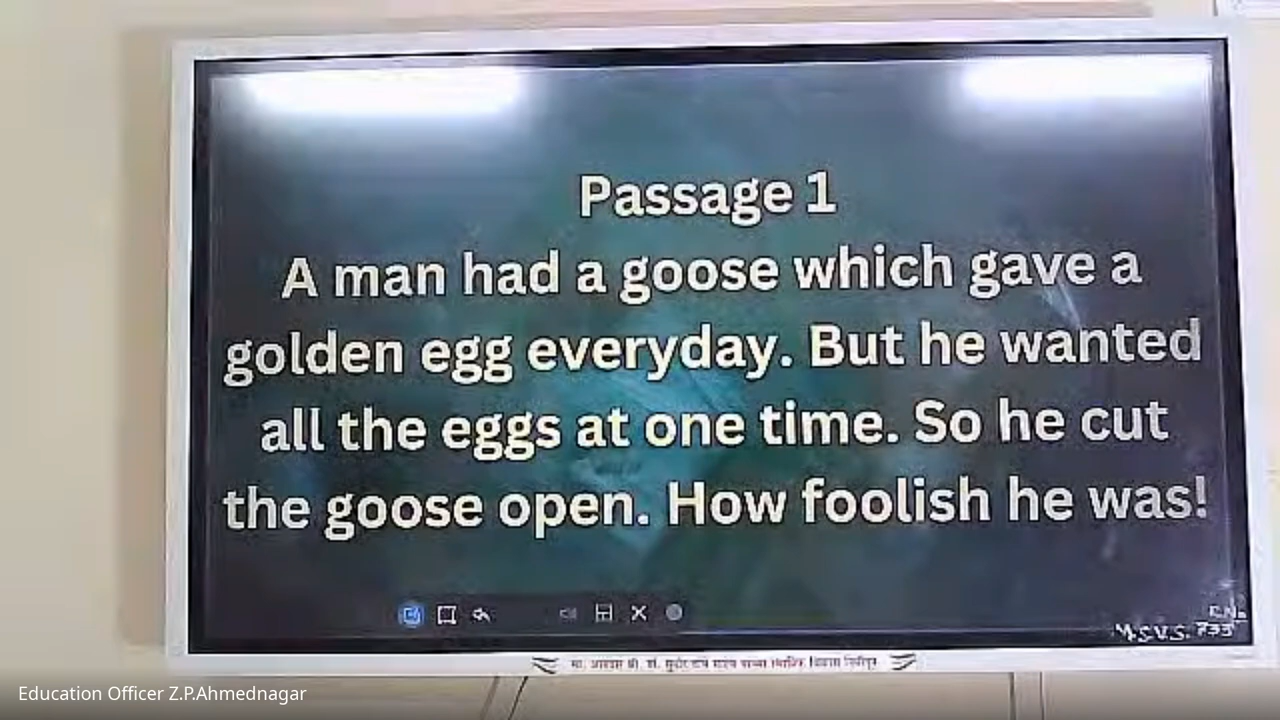 Passage 1
A man had a goose which gave a
golden egg everyday. But he wanted
all the eggs at one time. So he cut
the goose open. How foolish he was!
M.S.V.S. 733
Education Officer Z.P.Ahmednagar